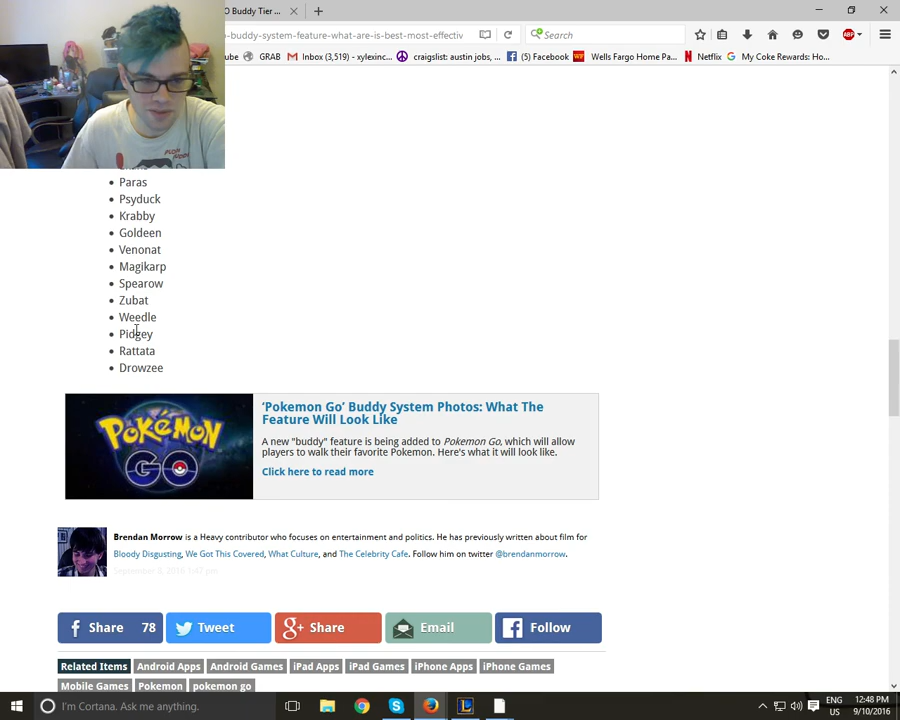 O Buddy Tier ...
o-buddy-system-feature-what-are-is-best-most-effectiv
Search
ube
GRAB
Inbox (3,519) - xylexinc...
craigslist: austin jobs, ...
(5) Facebook
Wells Fargo Home Pa...
Netflix
My Coke Rewards: Ho...
ABP
Paras
Psyduck
Krabby
Goldeen
Venonat
Magikarp
Spearow
Zubat
Weedle
Pidgey
Rattata
Drowzee
POKéMON
GO
‘Pokemon Go’ Buddy System Photos: What The
Feature Will Look Like
A new "buddy" feature is being added to Pokemon Go, which will allow
players to walk their favorite Pokemon. Here's what it will look like.
Click here to read more
Brendan Morrow is a Heavy contributor who focuses on entertainment and politics. He has previously written about film for
Bloody Disgusting, We Got This Covered, What Culture, and The Celebrity Cafe. Follow him on twitter @brendanmorrow.
Share 78
Tweet
Share
Email
Follow
Related Items
Android Apps
Android Games
iPad Apps
iPad Games
iPhone Apps
iPhone Games
Mobile Games
Pokemon
pokemon go
I'm Cortana. Ask me anything.
ENG
US
12:48 PM
9/10/2016